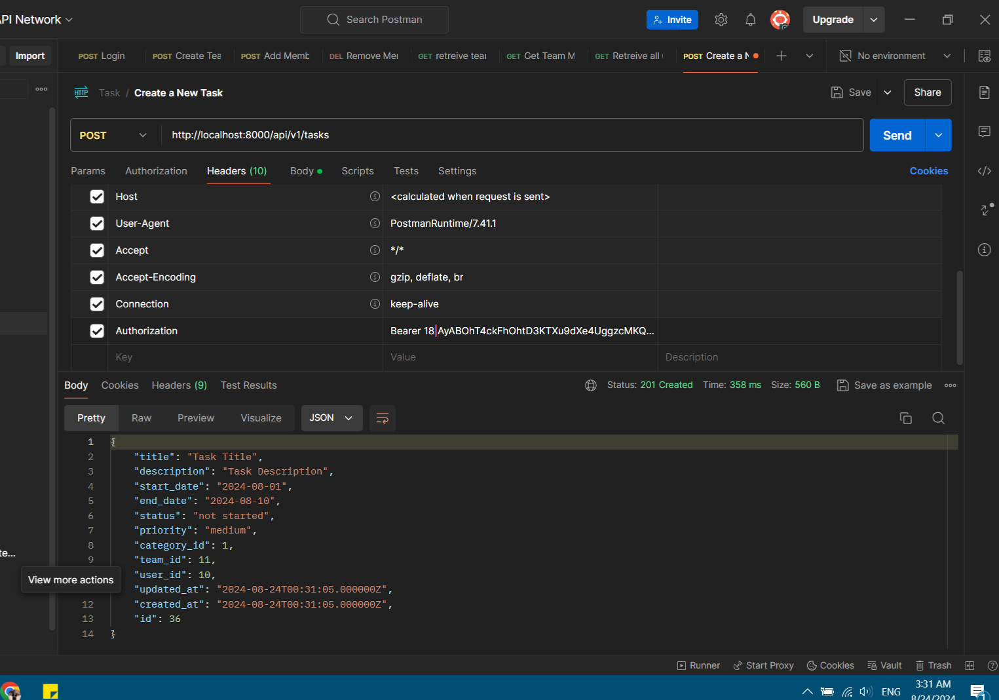 API Network
Search Postman
Invite
Upgrade
Import
POST Login
POST Create Tea
POST Add Memb
DEL Remove Me
GET retreive tear
GET Get Team M
GET Retreive all
POST Create a N
No environment
HTTP
Task / Create a New Task
Save
Share
POST
http://localhost:8000/api/v1/tasks
Send
Params
Authorization
Headers (10)
Body
Scripts
Tests
Settings
Cookies
Host
<calculated when request is sent>
User-Agent
PostmanRuntime/7.41.1
Accept
*/*
Accept-Encoding
gzip, deflate, br
Connection
keep-alive
Authorization
Bearer 18|AyABOhT4ckFhOhtD3KTXu9dXe4UggzcMKQ...
Key
Value
Description
Body
Cookies
Headers (9)
Test Results
Status: 201 Created
Time: 358 ms
Size: 560 B
Save as example
Pretty
Raw
Preview
Visualize
JSON
1 {
2 "title": "Task Title",
3 "description": "Task Description",
4 "start_date": "2024-08-01",
5 "end_date": "2024-08-10",
6 "status": "not started",
7 "priority": "medium",
8 "category_id": 1,
9 "team_id": 11,
"user_id": 10,
"updated_at": "2024-08-24T00:31:05.000000Z",
12 "created_at": "2024-08-24T00:31:05.000000Z",
13 "id": 36
14 }
te...
View more actions
Runner
Start Proxy
Cookies
Vault
Trash
ENG
3:31 AM
8/24/2024
1